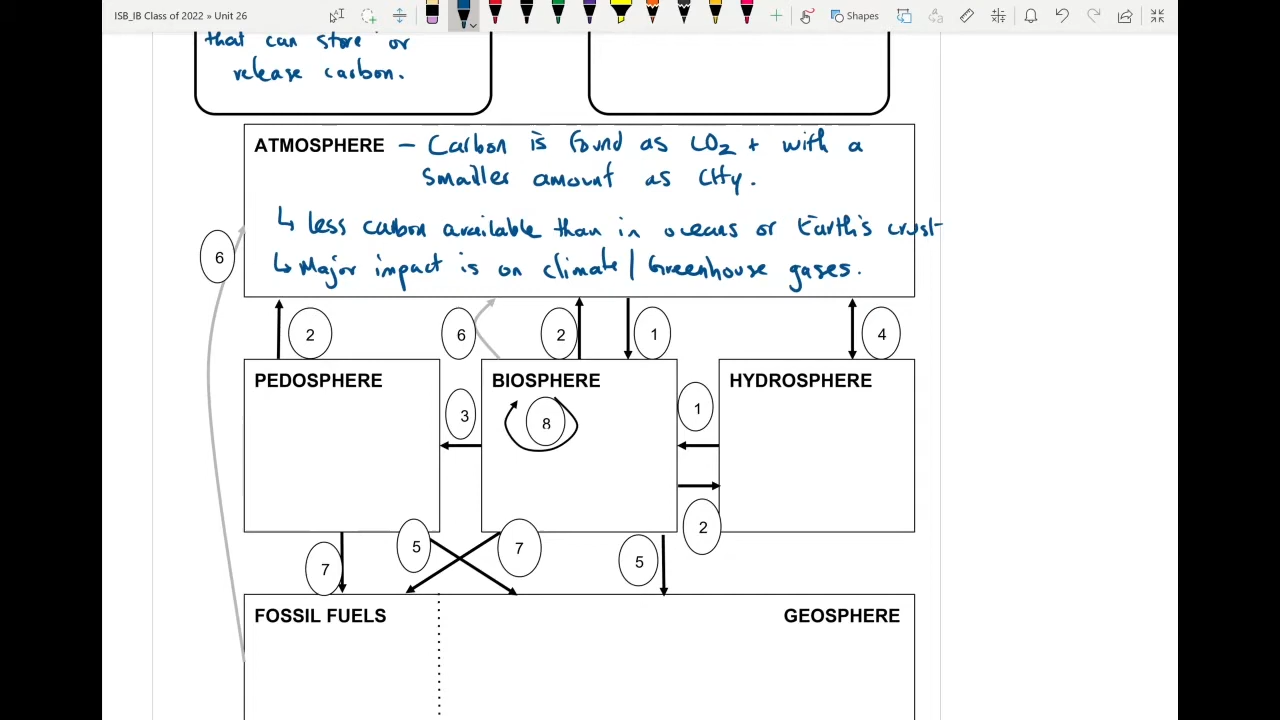 ISB_IB Class of 2022 » Unit 26
Shapes
that can store or
release carbon.
ATMOSPHERE – Carbon is found as CO2 + with a
smaller amount as CH4.
↳ less carbon available than in oceans or Earth's crust
↳ Major impact is on climate / Greenhouse gases.
6
2
6
2
1
4
PEDOSPHERE
BIOSPHERE
HYDROSPHERE
3
8
1
2
7
5
7
5
FOSSIL FUELS
GEOSPHERE